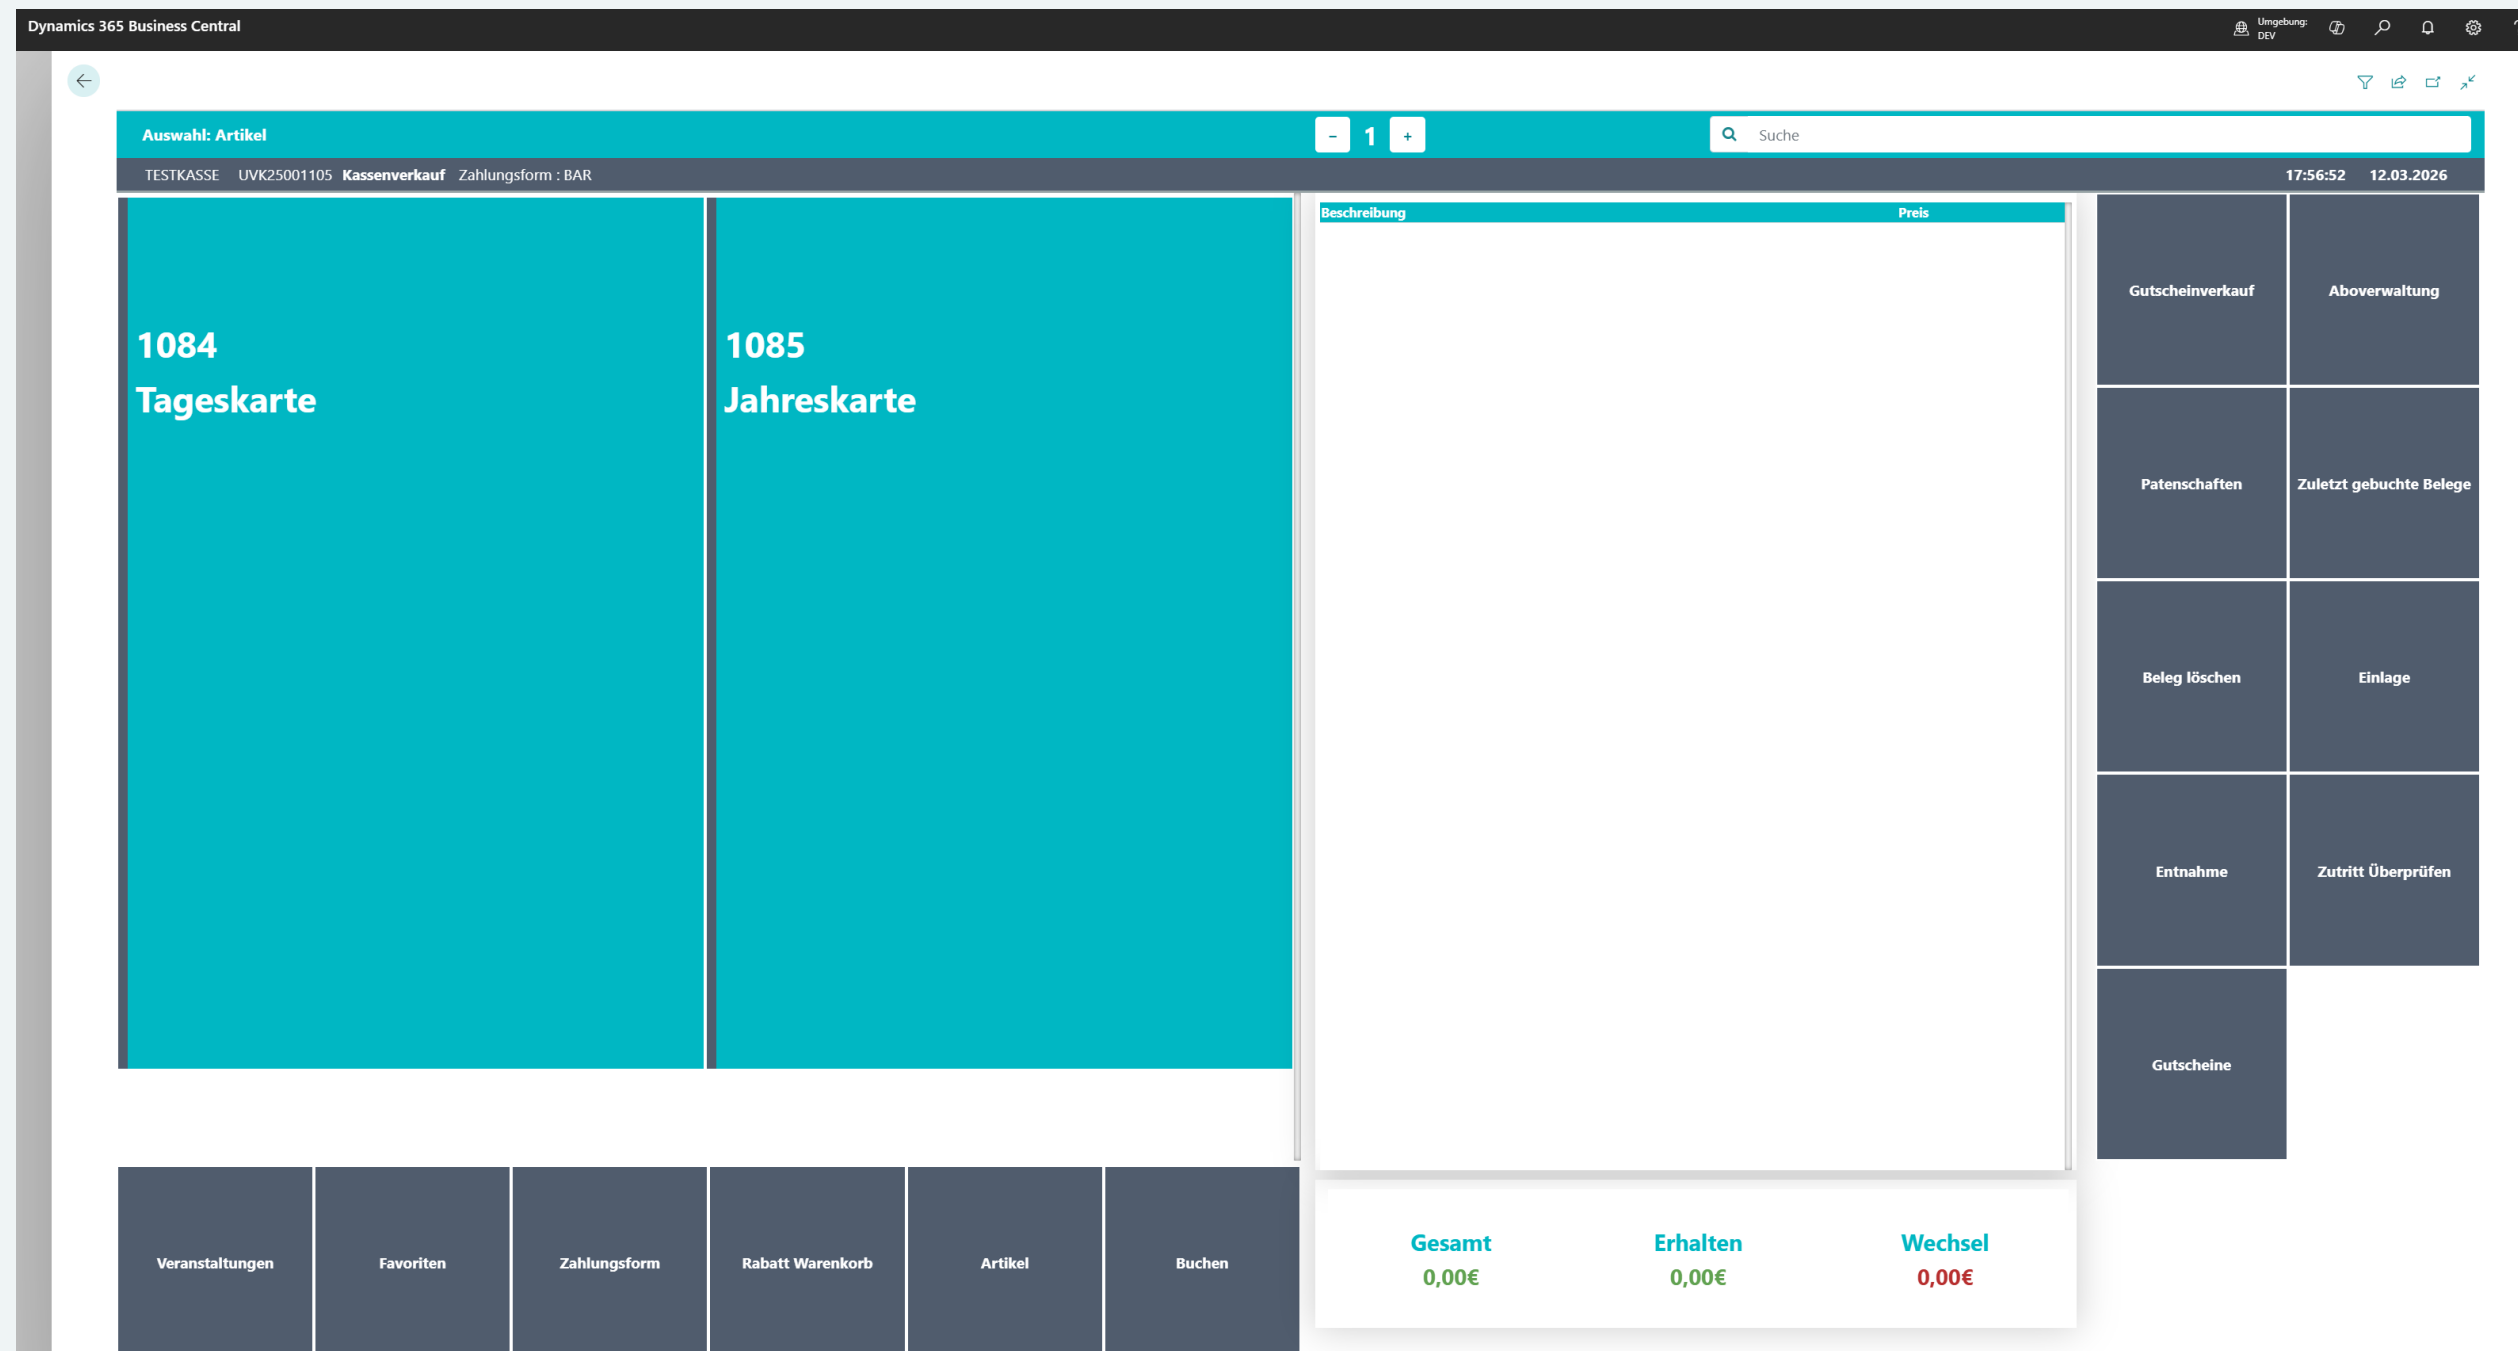 Dynamics 365 Business Central
Umgebung:
DEV
Auswahl: Artikel
- 1 +
Suche
TESTKASSE UVK25001105 Kassenverkauf Zahlungsform : BAR
17:56:52 12.03.2026
1084
Tageskarte
1085
Jahreskarte
Beschreibung Preis
Gutscheinverkauf
Aboverwaltung
Patenschaften
Zuletzt gebuchte Belege
Beleg löschen
Einlage
Entnahme
Zutritt Überprüfen
Gutscheine
Veranstaltungen
Favoriten
Zahlungsform
Rabatt Warenkorb
Artikel
Buchen
Gesamt Erhalten Wechsel
0,00€ 0,00€ 0,00€